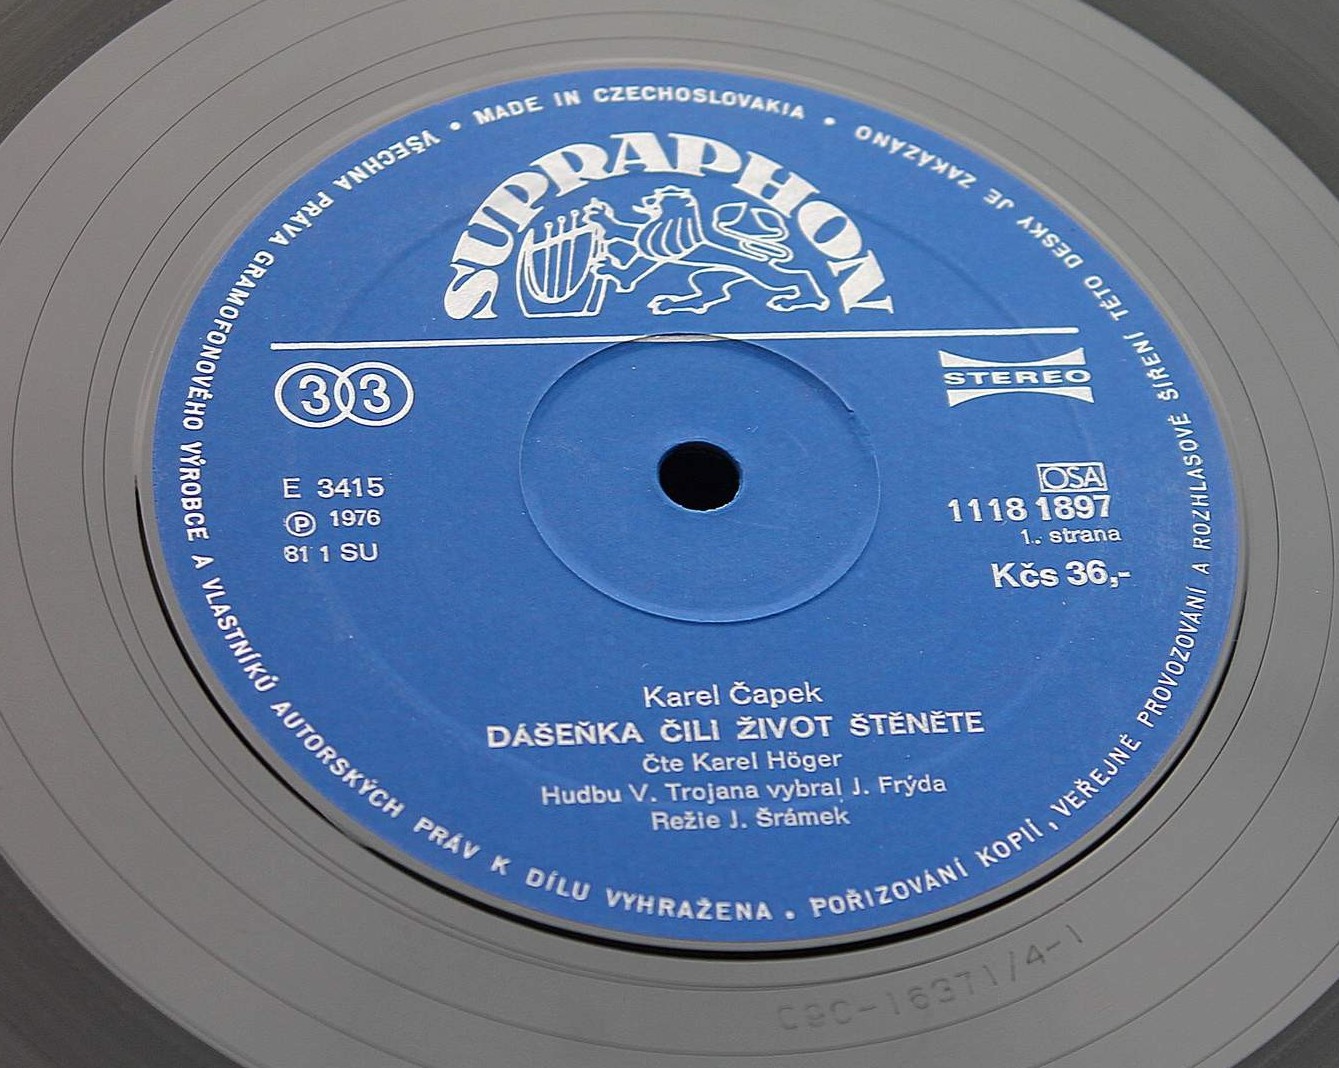 VŠECHNA PRÁVA GRAMOFONOVÉHO VÝROBCE A VLASTNÍKŮ AUTORSKÝCH PRÁV K DÍLU VYHRAŽENA • POŘIZOVÁNÍ KOPIÍ, VEŘEJNÉ PROVOZOVÁNÍ A ROZHLASOVÉ ŠÍŘENÍ TÉTO DESKY JE ZAKÁZÁNO • MADE IN CZECHOSLOVAKIA •
SUPRAPHON
33
STEREO
E 3415
Ⓟ 1976
81 1 SU
OSA
1118 1897
1. strana
Kčs 36,-
Karel Čapek
DÁŠEŇKA ČILI ŽIVOT ŠTĚNĚTE
čte Karel Höger
Hudbu V. Trojana vybral J. Frýda
Režie J. Šrámek
C9C-16371/4-1